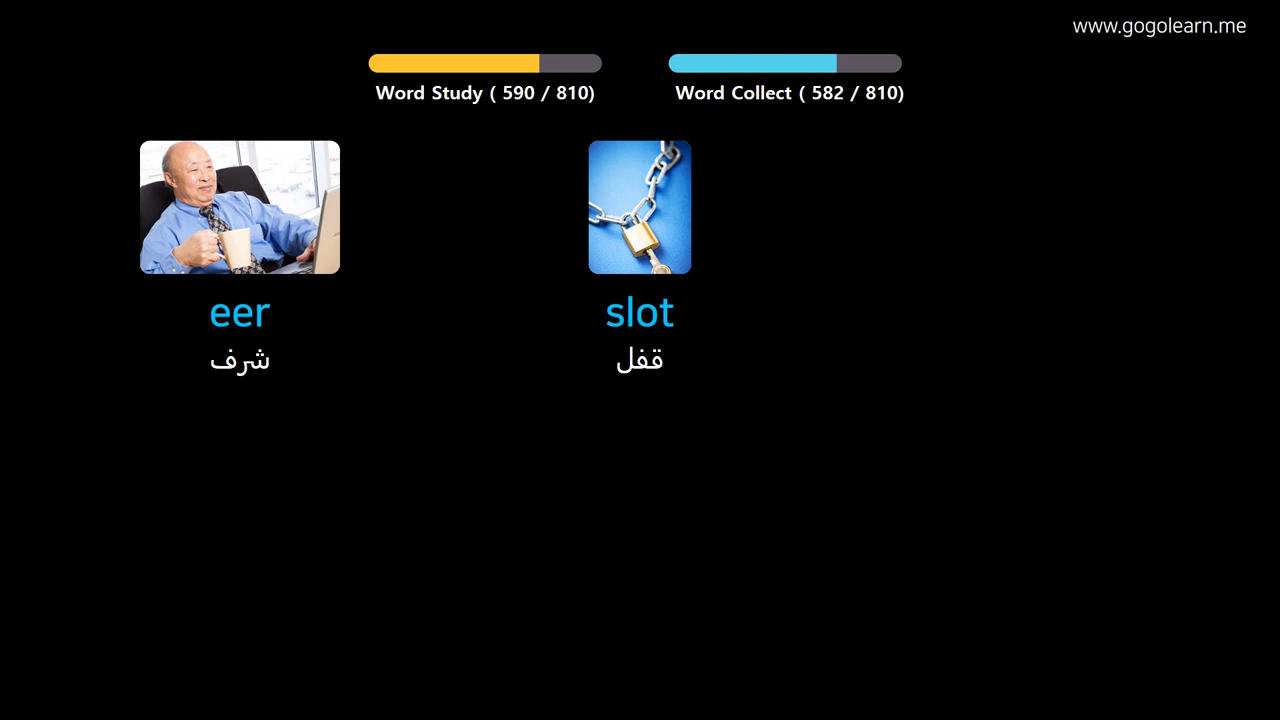 www.gogolearn.me
Word Study ( 590 / 810)
Word Collect ( 582 / 810)
eer
slot
شرف
قفل